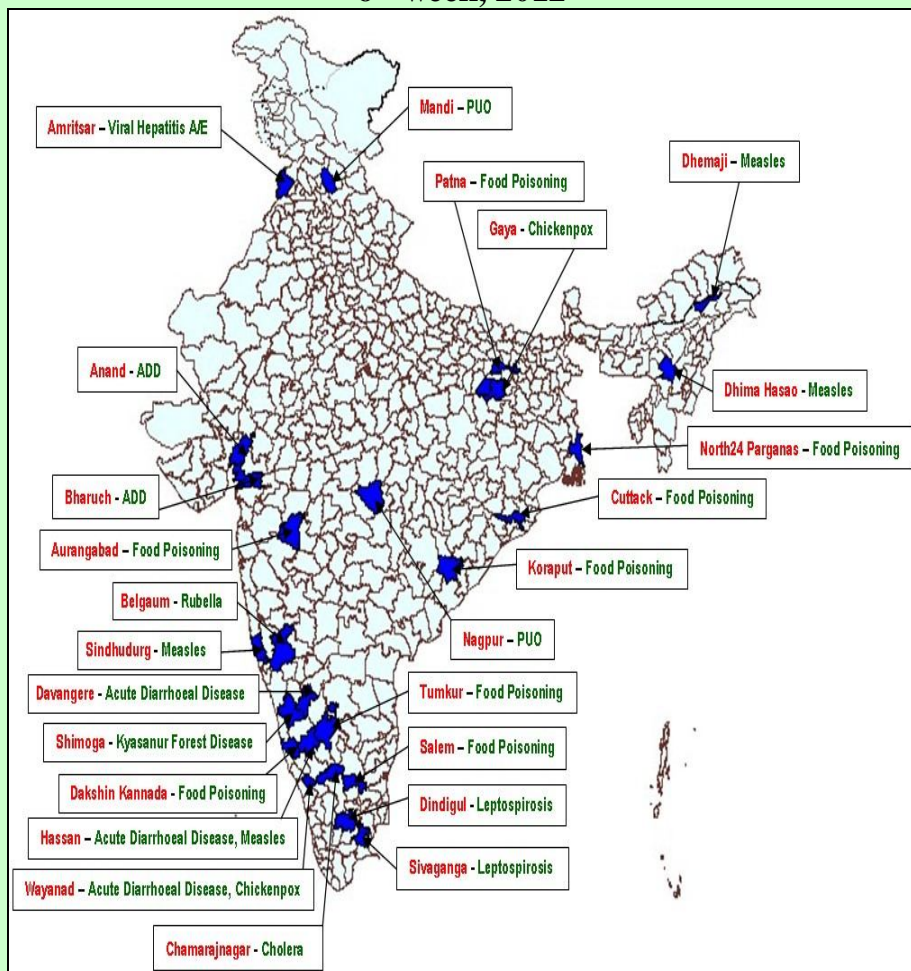 Mandi – PUO
Amritsar – Viral Hepatitis A/E
Dhemaji – Measles
Patna – Food Poisoning
Gaya - Chickenpox
Anand - ADD
Dhima Hasao - Measles
North24 Parganas – Food Poisoning
Bharuch – ADD
Cuttack – Food Poisoning
Aurangabad – Food Poisoning
Koraput – Food Poisoning
Belgaum - Rubella
Nagpur – PUO
Sindhudurg - Measles
Davangere - Acute Diarrhoeal Disease
Tumkur – Food Poisoning
Shimoga - Kyasanur Forest Disease
Salem – Food Poisoning
Dakshin Kannada – Food Poisoning
Dindigul - Leptospirosis
Hassan – Acute Diarrhoeal Disease, Measles
Sivaganga - Leptospirosis
Wayanad – Acute Diarrhoeal Disease, Chickenpox
Chamarajnagar - Cholera